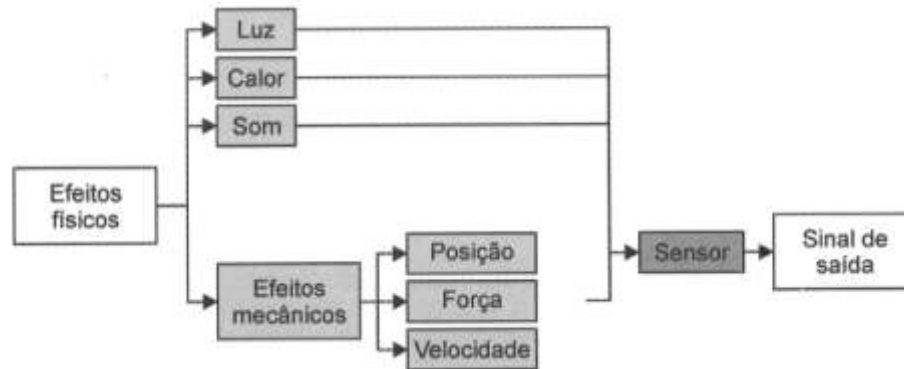 Luz
Calor
Som
Efeitos
físicos
Efeitos
mecânicos
Posição
Força
Velocidade
Sensor
Sinal de
saída